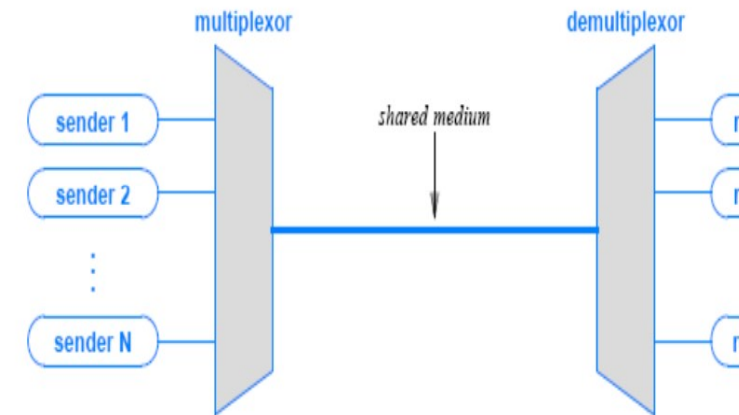 multiplexor
demultiplexor
shared medium
sender 1
sender 2
sender N